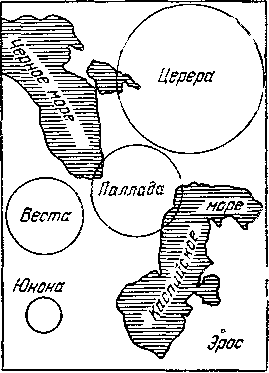 Черное море
Церера
Паллада
Веста
Каспийское море
Юнона
Эрос